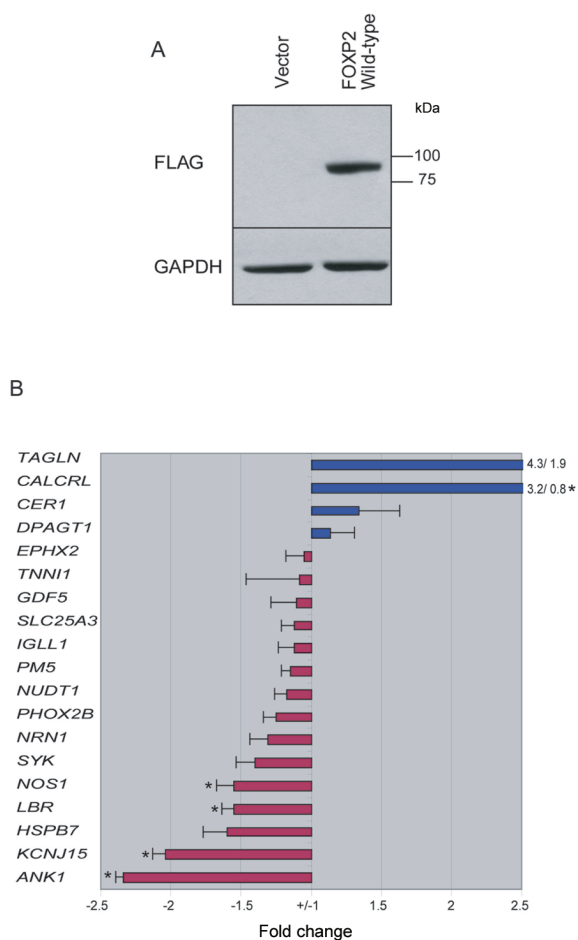 A
Vector
FOXP2
Wild-type
kDa
FLAG
100
75
GAPDH
B
TAGLN
4.3/ 1.9
CALCRL
3.2/ 0.8 *
CER1
DPAGT1
EPHX2
TNNI1
GDF5
SLC25A3
IGLL1
PM5
NUDT1
PHOX2B
NRN1
SYK
NOS1
*
LBR
*
HSPB7
KCNJ15
*
ANK1
*
-2.5 -2 -1.5 +/-1 1.5 2 2.5
Fold change